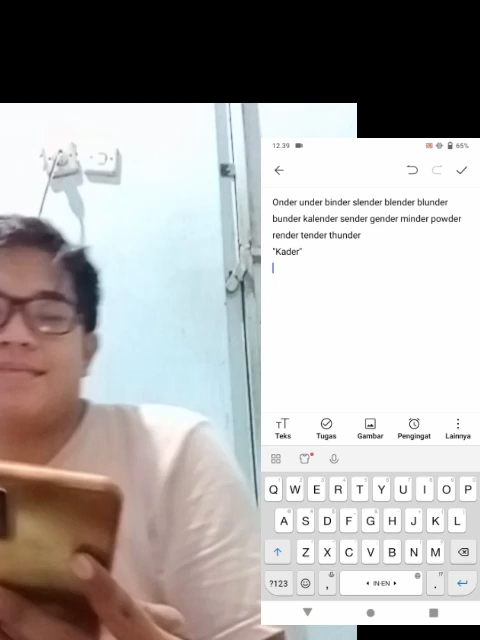 12.39
65%
Onder under binder slender blender blunder
bunder kalender sender gender minder powder
render tender thunder
"Kader"
Teks Tugas Gambar Pengingat Lainnya
Q W E R T Y U I O P
A S D F G H J K L
Z X C V B N M
?123 , IN·EN .